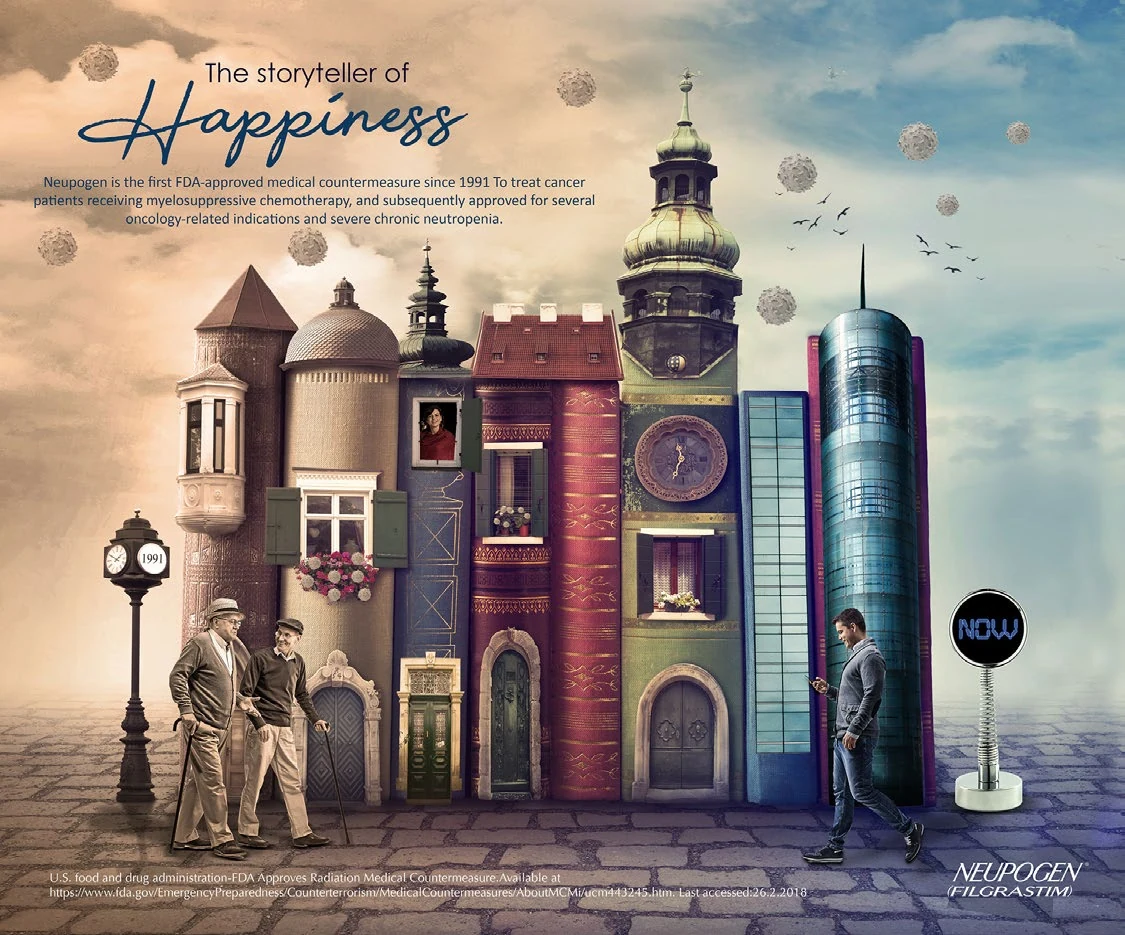 The storyteller of
Happiness
Neupogen is the first FDA-approved medical countermeasure since 1991 To treat cancer
patients receiving myelosuppressive chemotherapy, and subsequently approved for several
oncology-related indications and severe chronic neutropenia.
1991
NOW
U.S. food and drug administration-FDA Approves Radiation Medical Countermeasure.Available at
https://www.fda.gov/EmergencyPreparedness/Counterterrorism/MedicalCountermeasures/AboutMCMi/ucm443245.htm. Last accessed:26.2.2018
NEUPOGEN®
(FILGRASTIM)